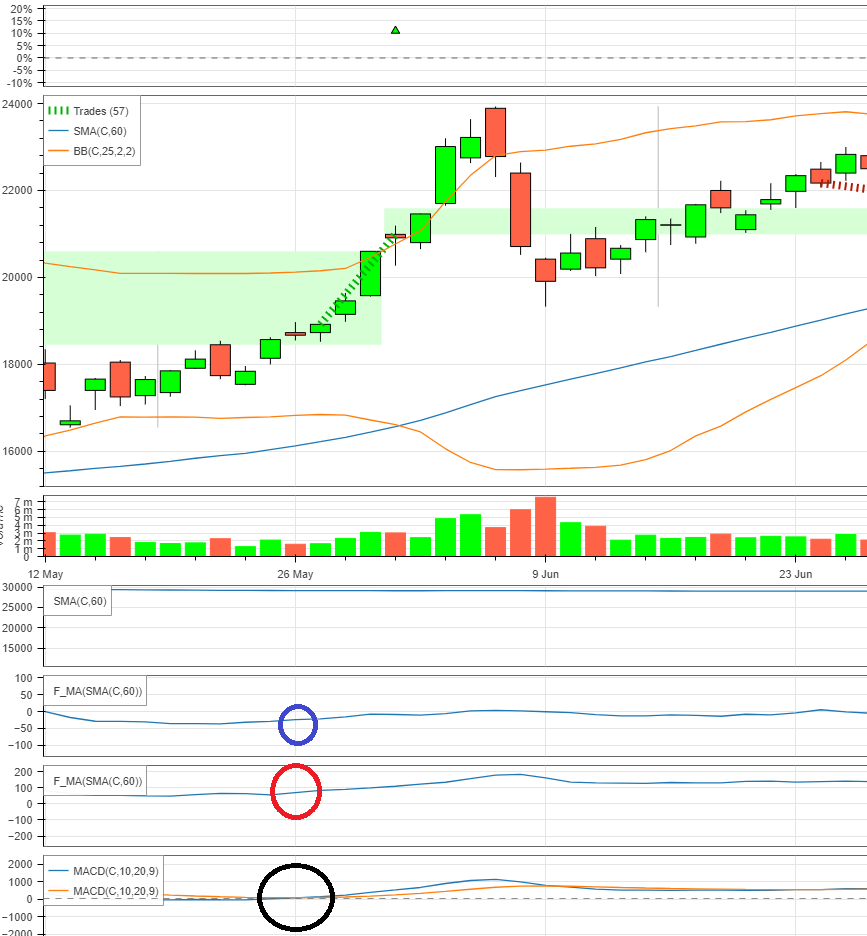 20%
15%
10%
5%
0%
−5%
−10%
24000
22000
20000
18000
16000
Trades (57)
SMA(C,60)
BB(C,25,2,2)
7 m
6 m
5 m
4 m
3 m
2 m
1 m
0
12 May
26 May
9 Jun
23 Jun
30000
25000
20000
15000
SMA(C,60)
100
50
0
−50
−100
F_MA(SMA(C,60))
200
100
0
−100
−200
F_MA(SMA(C,60))
2000
1000
0
−1000
−2000
MACD(C,10,20,9)
MACD(C,10,20,9)